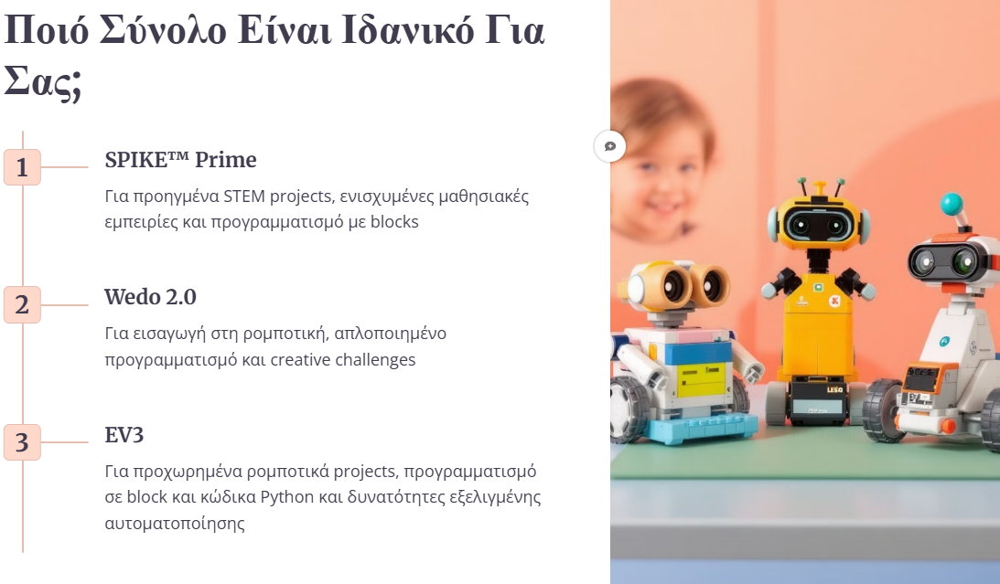 Ποιό Σύνολο Είναι Ιδανικό Για
Σας;
1
SPIKE™ Prime
Για προηγμένα STEM projects, ενισχυμένες μαθησιακές
εμπειρίες και προγραμματισμό με blocks
2
Wedo 2.0
Για εισαγωγή στη ρομποτική, απλοποιημένο
προγραμματισμό και creative challenges
3
EV3
Για προχωρημένα ρομποτικά projects, προγραμματισμό
σε block και κώδικα Python και δυνατότητες εξελιγμένης
αυτοματοποίησης
K